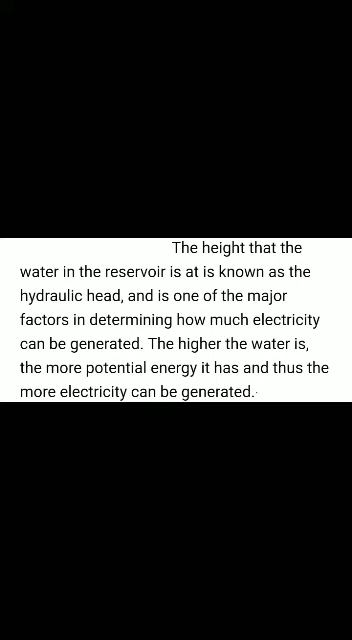 The height that the
water in the reservoir is at is known as the
hydraulic head, and is one of the major
factors in determining how much electricity
can be generated. The higher the water is,
the more potential energy it has and thus the
more electricity can be generated.